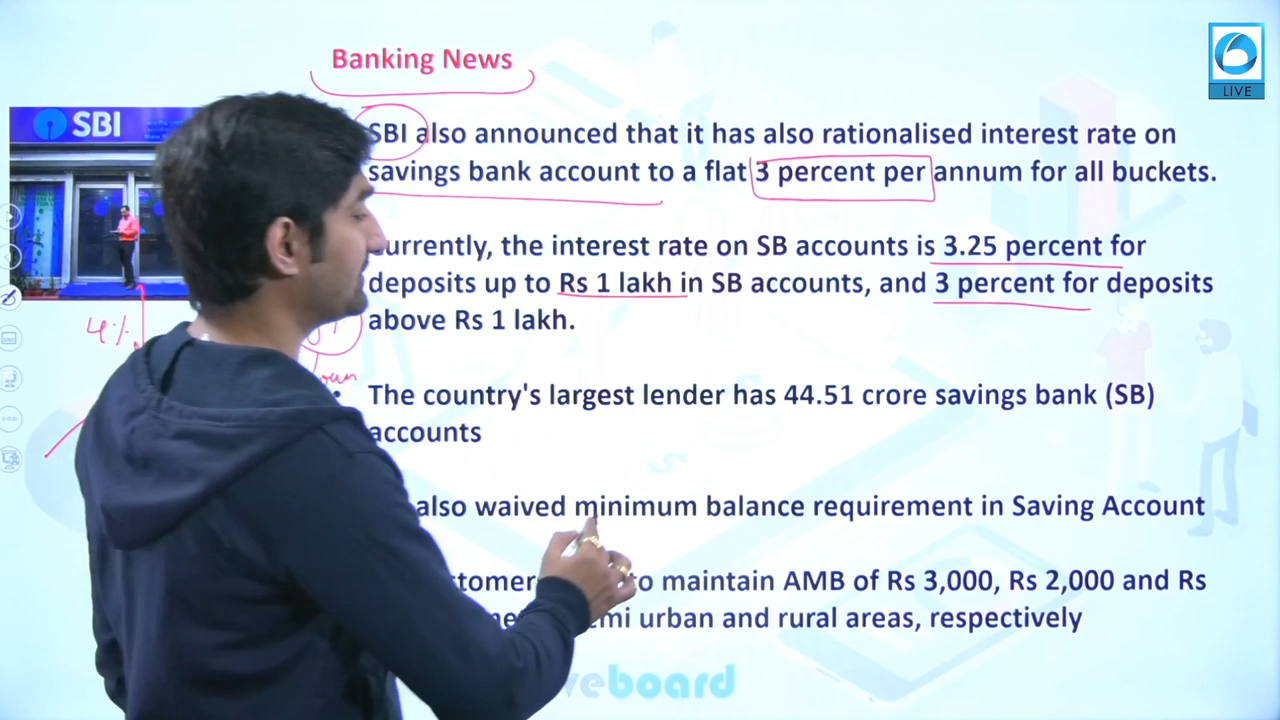 Banking News
LIVE
SBI
SBI also announced that it has also rationalised interest rate on
savings bank account to a flat 3 percent per annum for all buckets.
urrently, the interest rate on SB accounts is 3.25 percent for
deposits up to Rs 1 lakh in SB accounts, and 3 percent for deposits
above Rs 1 lakh.
4%
The country's largest lender has 44.51 crore savings bank (SB)
accounts
also waived minimum balance requirement in Saving Account
stomer to maintain AMB of Rs 3,000, Rs 2,000 and Rs
emi urban and rural areas, respectively
veboard